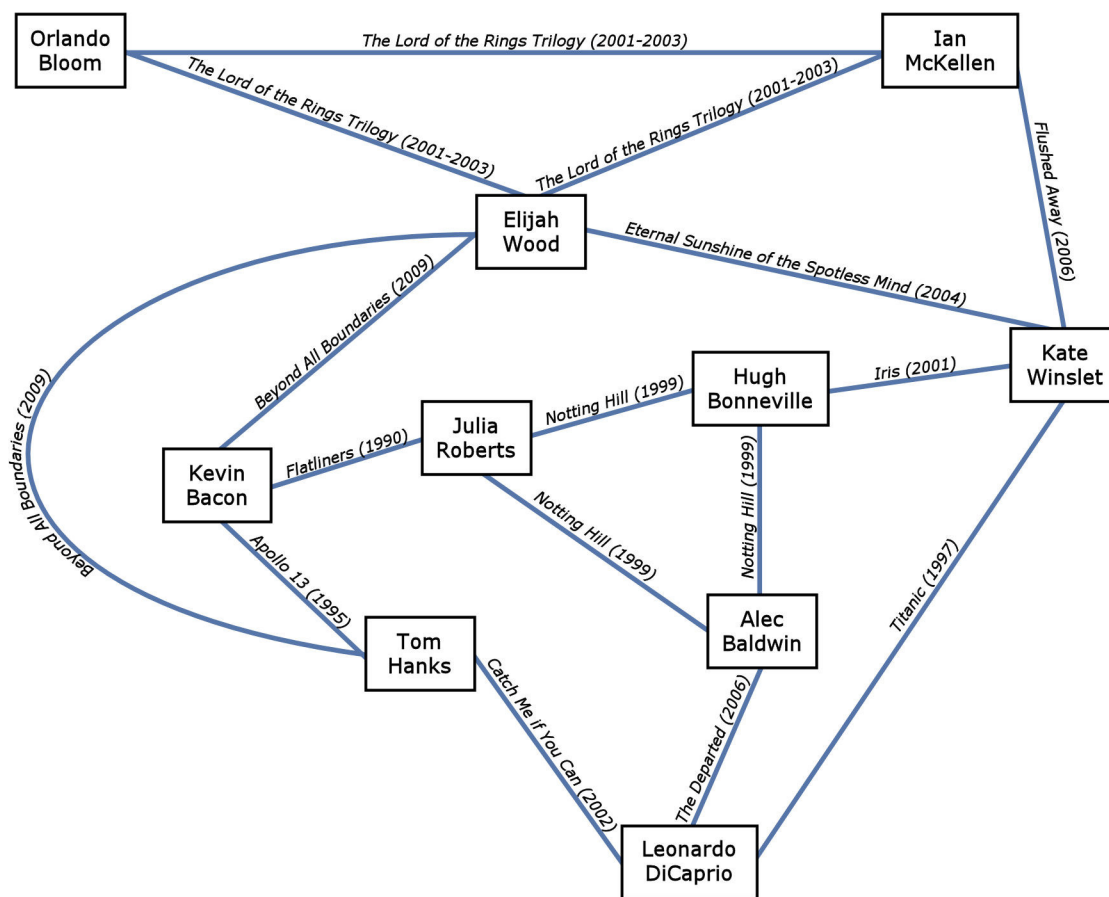 Orlando
Bloom
The Lord of the Rings Trilogy (2001-2003)
Ian
McKellen
The Lord of the Rings Trilogy (2001-2003)
The Lord of the Rings Trilogy (2001-2003)
Flushed Away (2006)
Elijah
Wood
Eternal Sunshine of the Spotless Mind (2004)
Beyond All Boundaries (2009)
Beyond All Boundaries (2009)
Kate
Winslet
Hugh
Bonneville
Iris (2001)
Notting Hill (1999)
Julia
Roberts
Flatliners (1990)
Kevin
Bacon
Notting Hill (1999)
Notting Hill (1999)
Apollo 13 (1995)
Titanic (1997)
Alec
Baldwin
Tom
Hanks
Catch Me if You Can (2002)
The Departed (2006)
Leonardo
DiCaprio